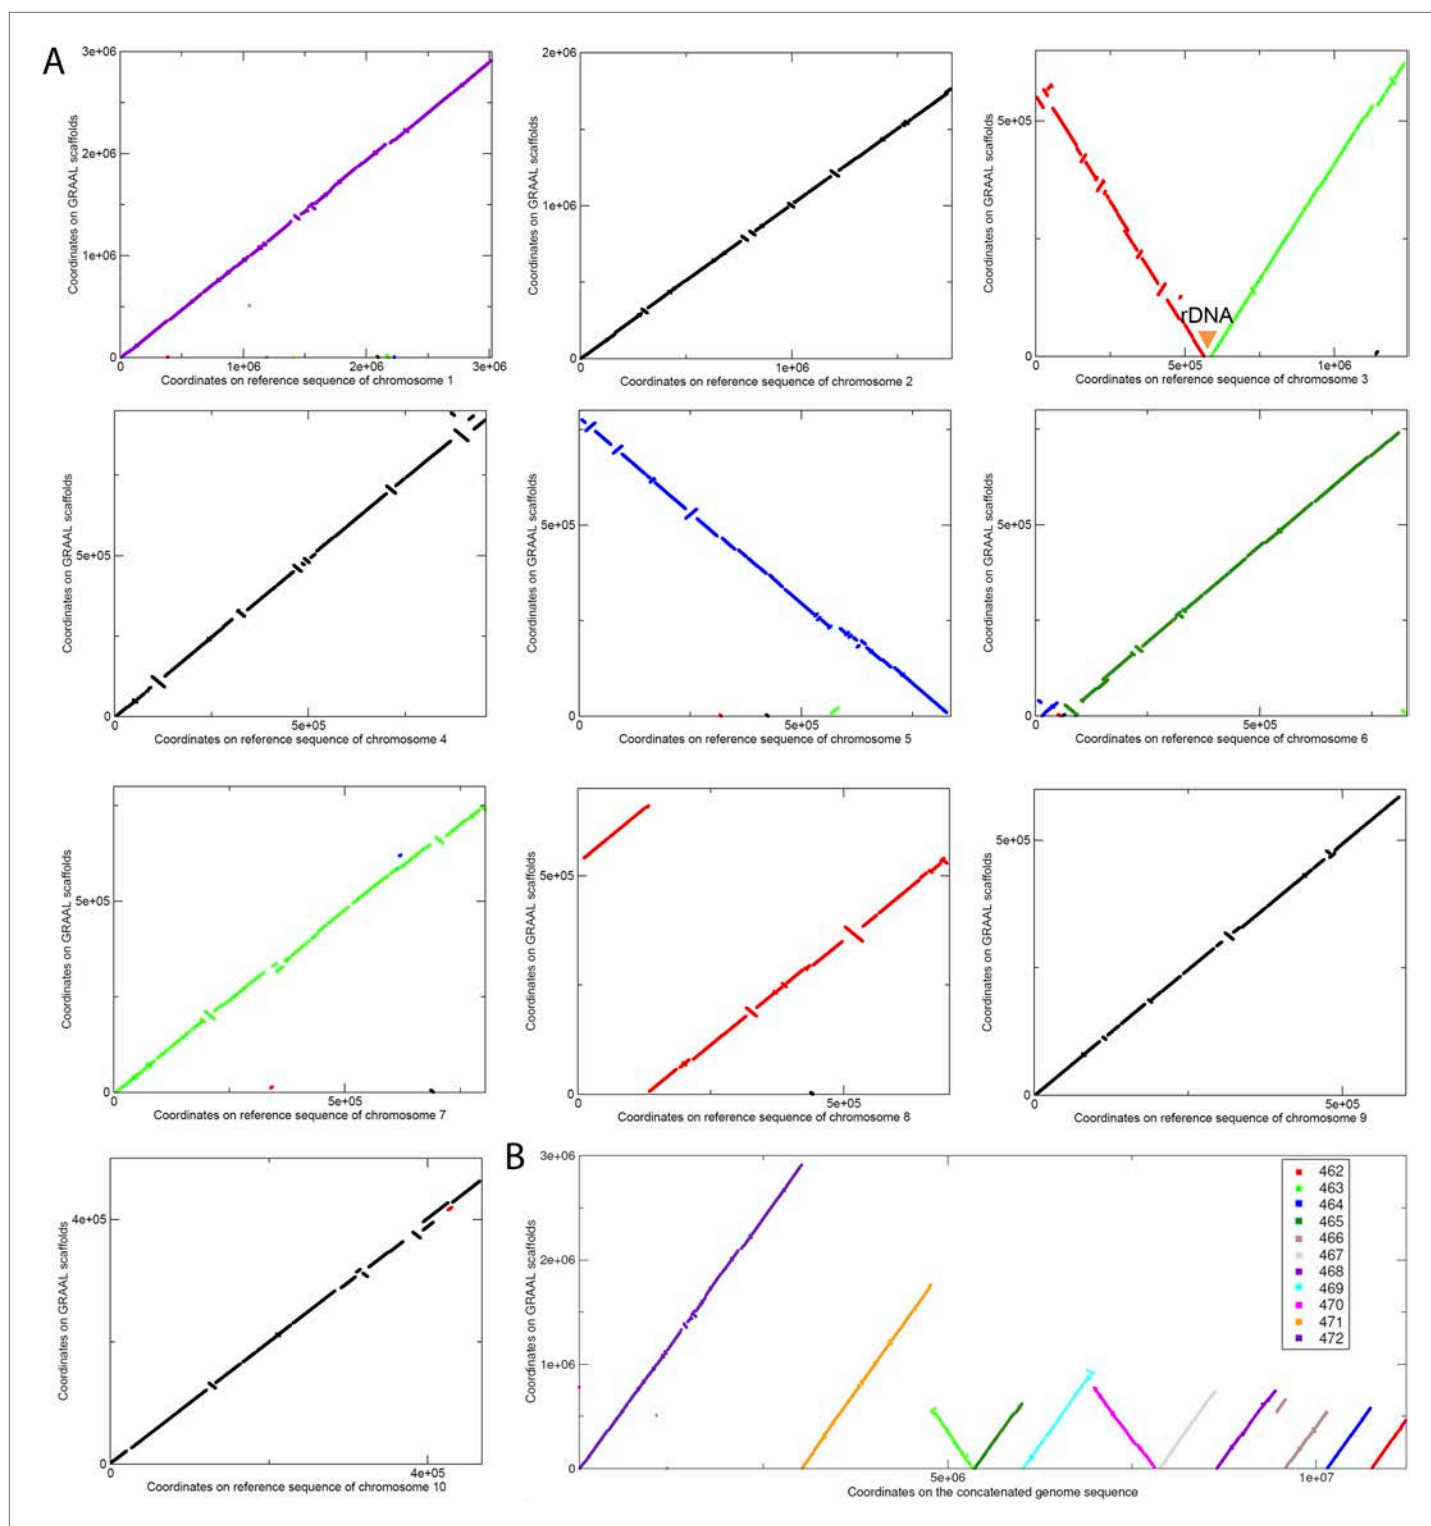 A
3e+06
2e+06
1e+06
0
Coordinates on GRAAL scaffolds
0
1e+06
2e+06
3e+06
Coordinates on reference sequence of chromosome 1
2e+06
1e+06
0
Coordinates on GRAAL scaffolds
0
1e+06
Coordinates on reference sequence of chromosome 2
5e+05
0
Coordinates on GRAAL scaffolds
rDNA
0
5e+05
1e+06
Coordinates on reference sequence of chromosome 3
5e+05
0
Coordinates on GRAAL scaffolds
0
5e+05
Coordinates on reference sequence of chromosome 4
5e+05
0
Coordinates on GRAAL scaffolds
0
5e+05
Coordinates on reference sequence of chromosome 5
5e+05
0
Coordinates on GRAAL scaffolds
0
5e+05
Coordinates on reference sequence of chromosome 6
5e+05
0
Coordinates on GRAAL scaffolds
0
5e+05
Coordinates on reference sequence of chromosome 7
5e+05
0
Coordinates on GRAAL scaffolds
0
5e+05
Coordinates on reference sequence of chromosome 8
5e+05
0
Coordinates on GRAAL scaffolds
0
5e+05
Coordinates on reference sequence of chromosome 9
4e+05
0
Coordinates on GRAAL scaffolds
0
4e+05
Coordinates on reference sequence of chromosome 10
B
3e+06
2e+06
1e+06
0
Coordinates on GRAAL scaffolds
462
463
464
465
466
467
468
469
470
471
472
5e+06
1e+07
Coordinates on the concatenated genome sequence